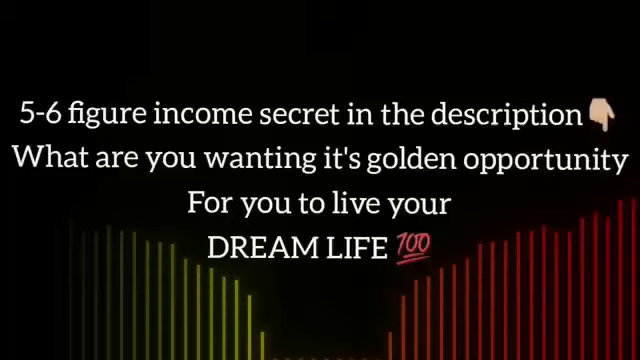 5-6 figure income secret in the description👇🏻
What are you wanting it's golden opportunity
For you to live your
DREAM LIFE 💯